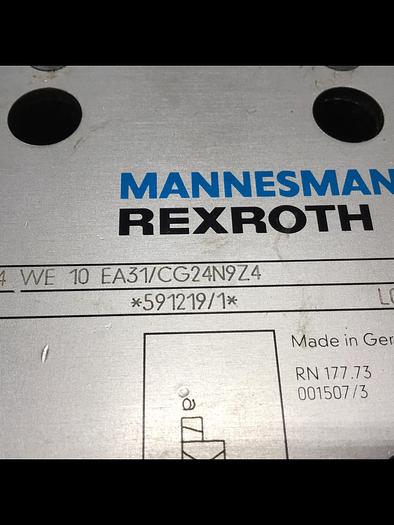 MANNESMAN
REXROTH
4 WE 10 EA31/CG24N9Z4
*591219/1*
Made in Ger
RN 177.73
001507/3
a